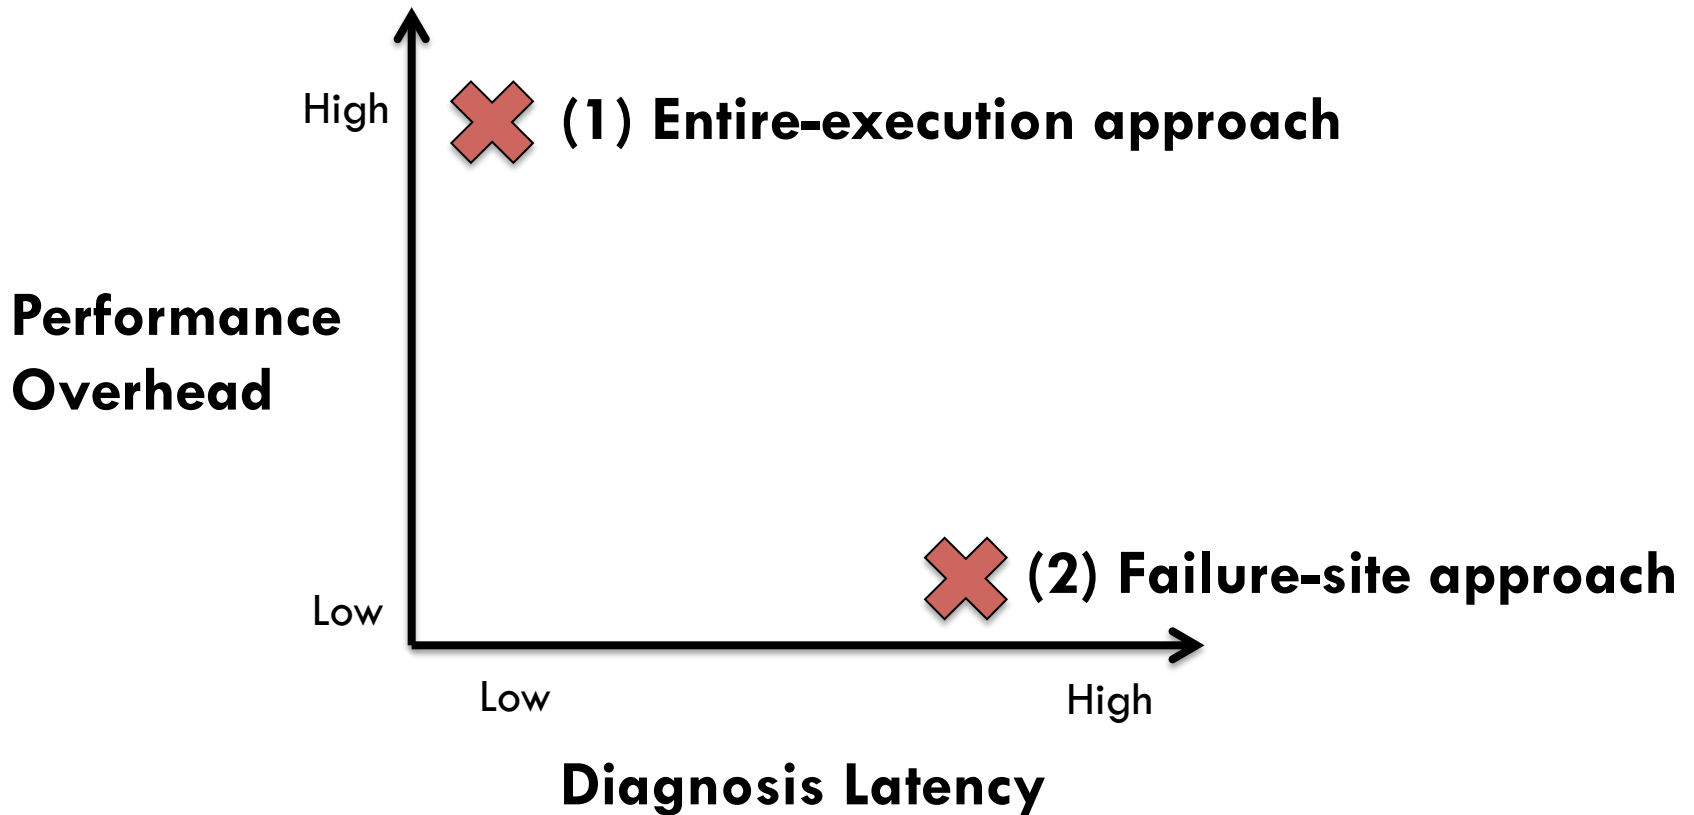 High
(1) Entire-execution approach
Performance
Overhead
(2) Failure-site approach
Low
Low
High
Diagnosis Latency